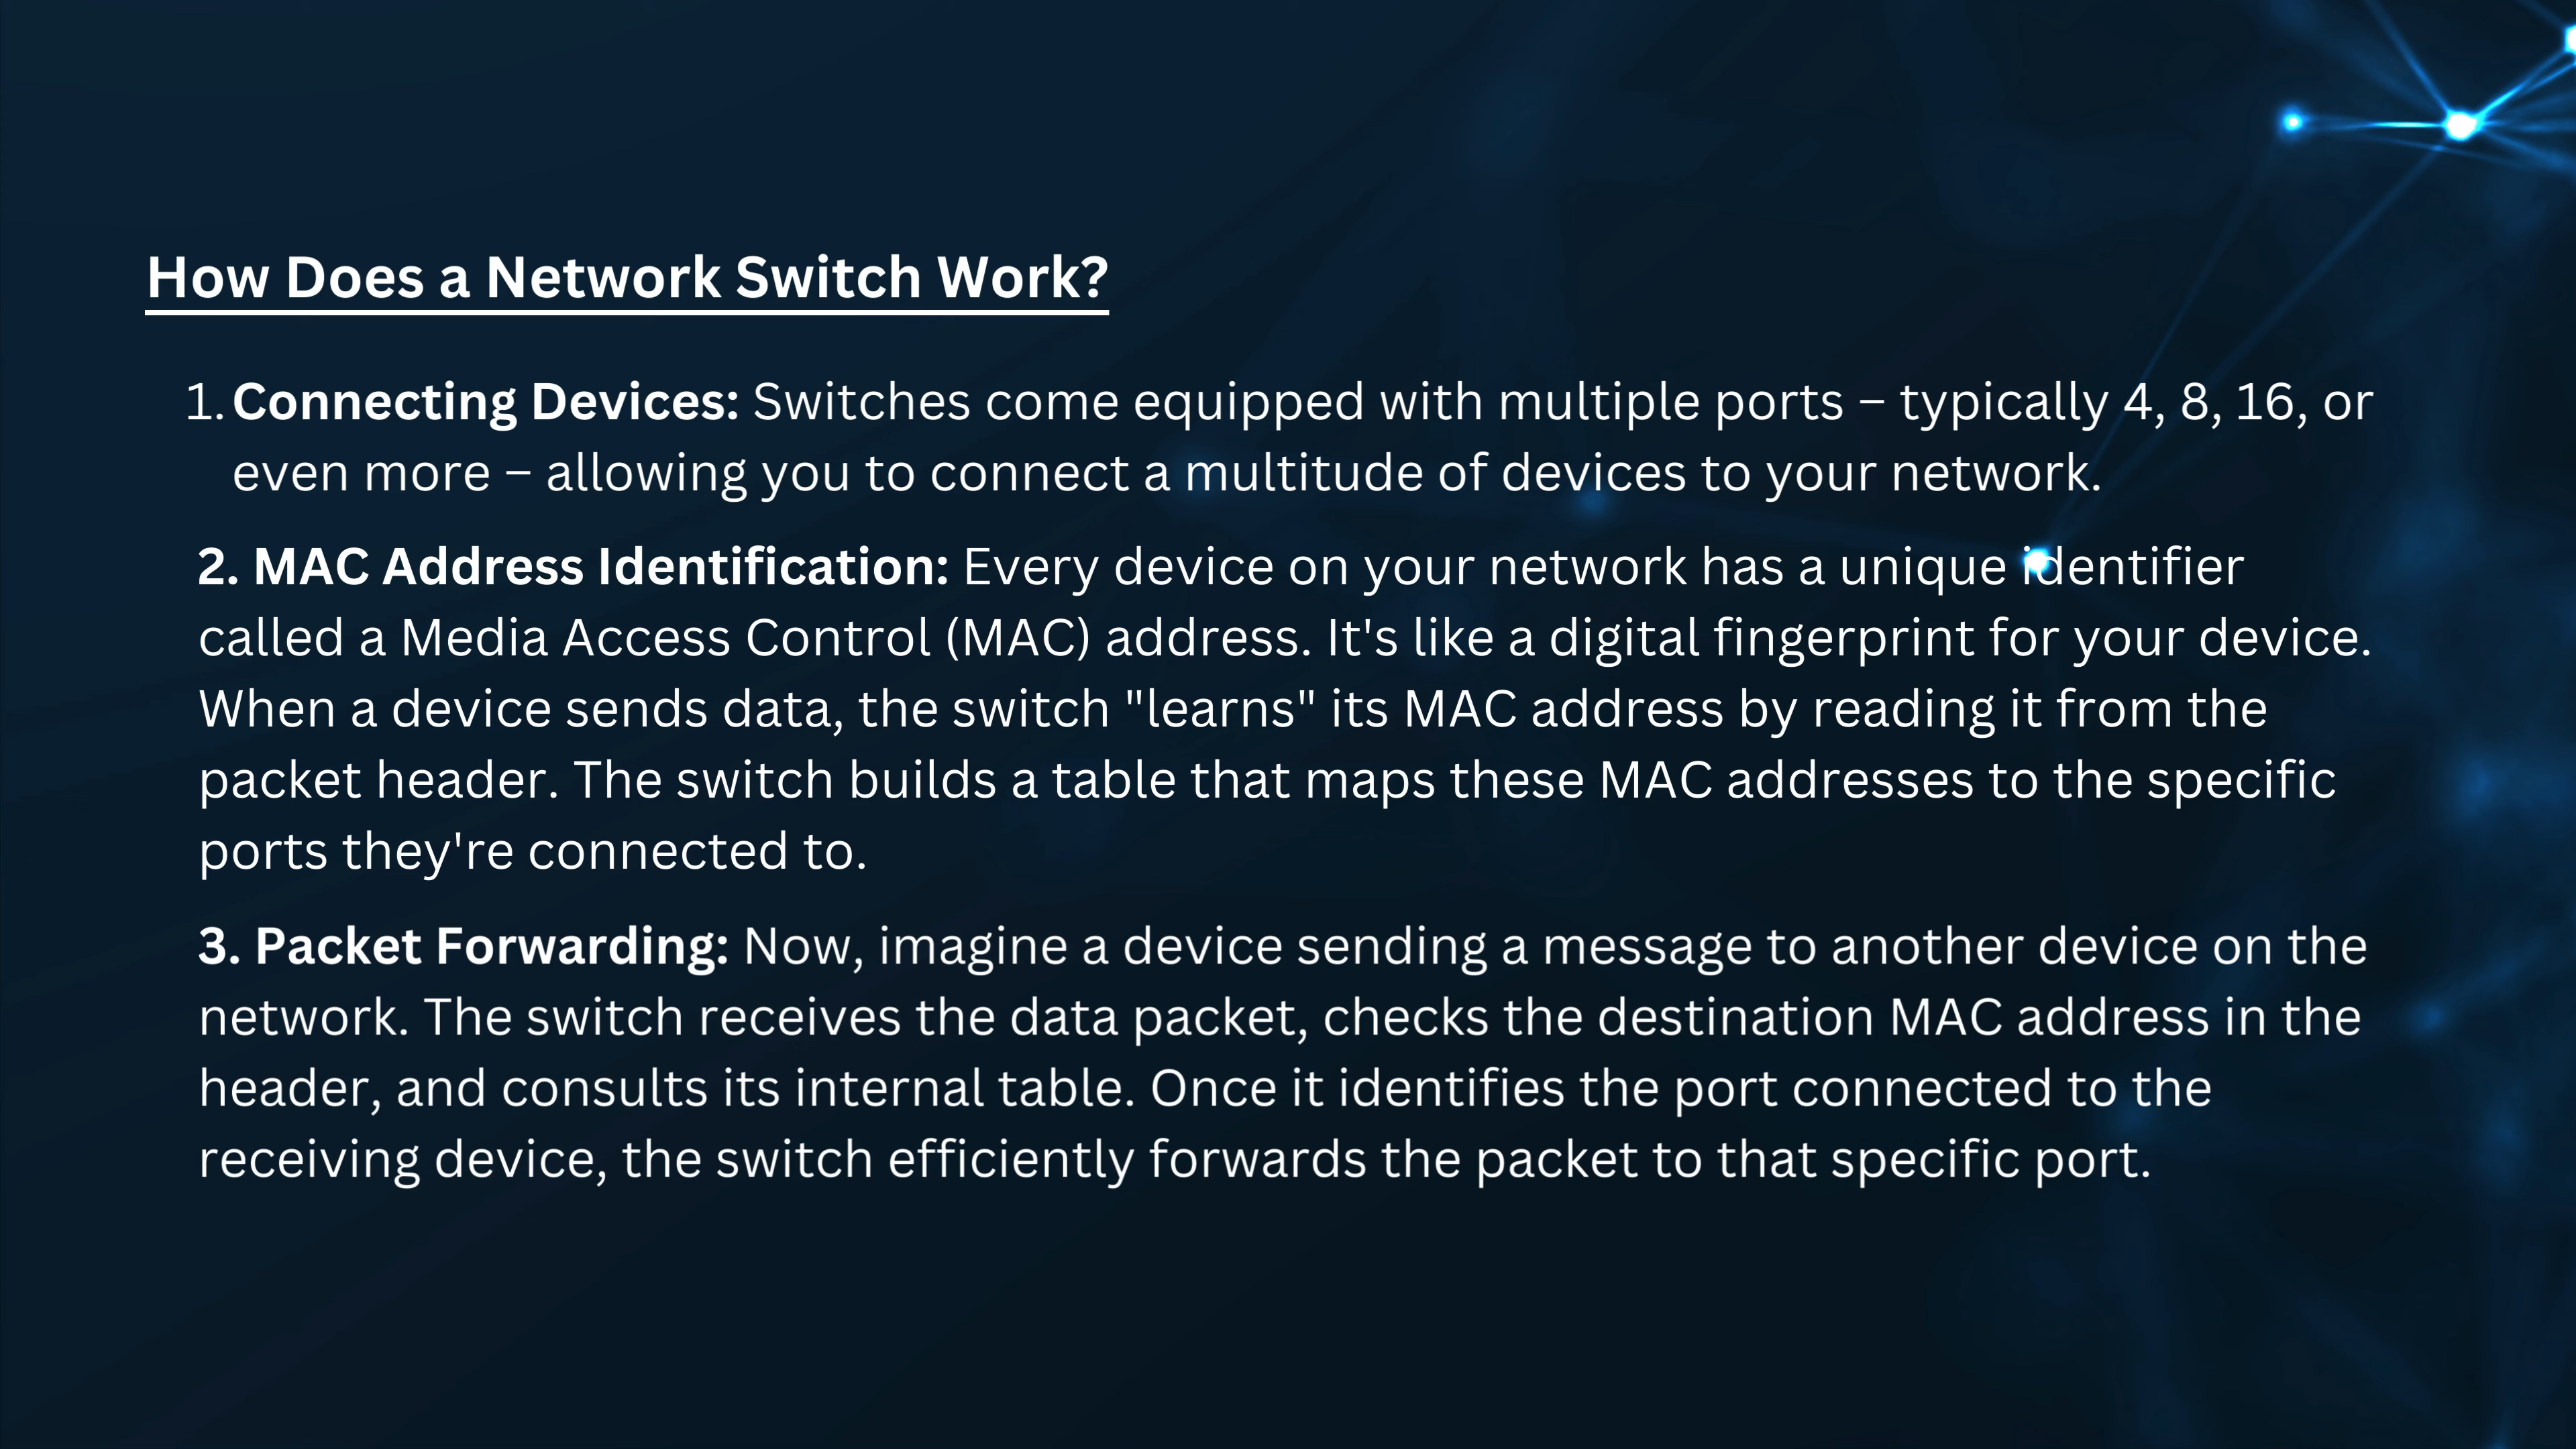 How Does a Network Switch Work?
1. Connecting Devices: Switches come equipped with multiple ports – typically 4, 8, 16, or
even more – allowing you to connect a multitude of devices to your network.
2. MAC Address Identification: Every device on your network has a unique identifier
called a Media Access Control (MAC) address. It's like a digital fingerprint for your device.
When a device sends data, the switch "learns" its MAC address by reading it from the
packet header. The switch builds a table that maps these MAC addresses to the specific
ports they're connected to.
3. Packet Forwarding: Now, imagine a device sending a message to another device on the
network. The switch receives the data packet, checks the destination MAC address in the
header, and consults its internal table. Once it identifies the port connected to the
receiving device, the switch efficiently forwards the packet to that specific port.